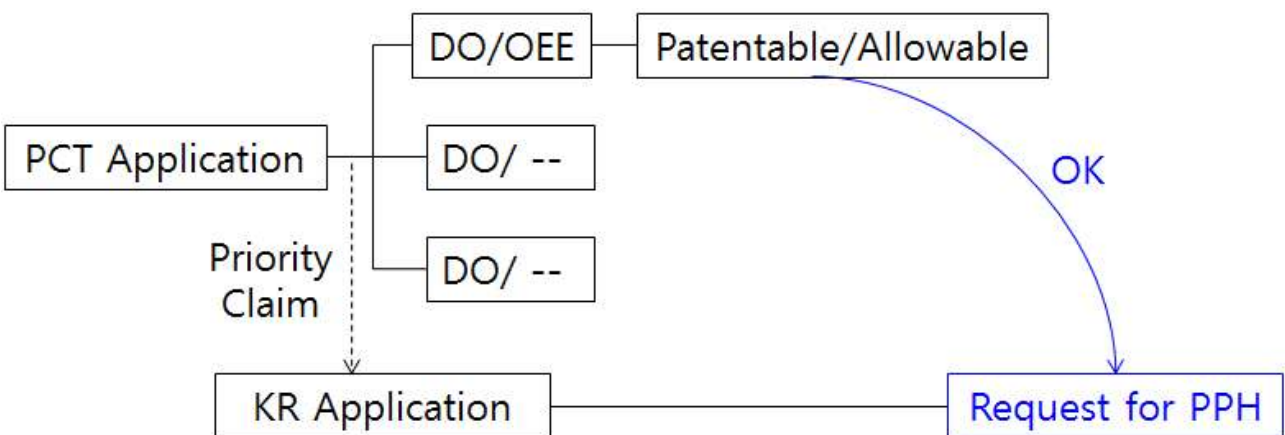 DO/OEE
Patentable/Allowable
PCT Application
DO/ --
OK
Priority
Claim
DO/ --
KR Application
Request for PPH